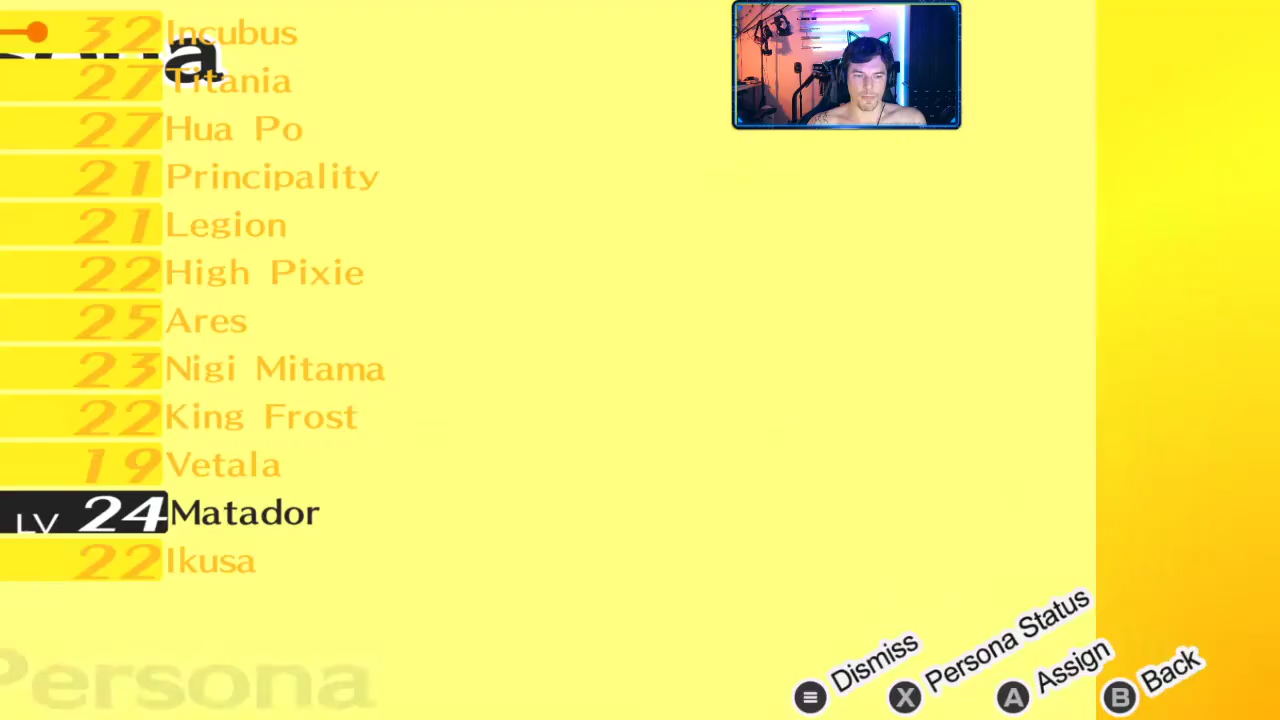 32 Incubus
27 Titania
27 Hua Po
21 Principality
21 Legion
22 High Pixie
25 Ares
23 Nigi Mitama
22 King Frost
19 Vetala
LV 24 Matador
22 Ikusa
Persona
Dismiss
X Persona Status
A Assign
B Back